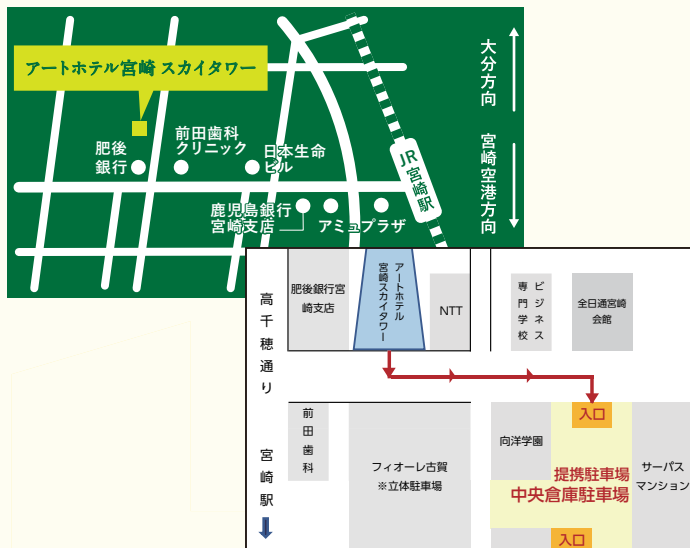 アートホテル宮崎 スカイタワー
大分方向
宮崎空港方向
肥後
銀行
前田歯科
クリニック
日本生命
ビル
JR宮崎駅
鹿児島銀行
宮崎支店
アミュプラザ
高千穂通り
宮崎駅
肥後銀行宮
崎支店
アートホテル
宮崎スカイタワー
NTT
ビジネス
専門学校
全日通宮崎
会館
前田歯科
フィオーレ古賀
※立体駐車場
向洋学園
入口
提携駐車場
中央倉庫駐車場
サーパス
マンション
入口